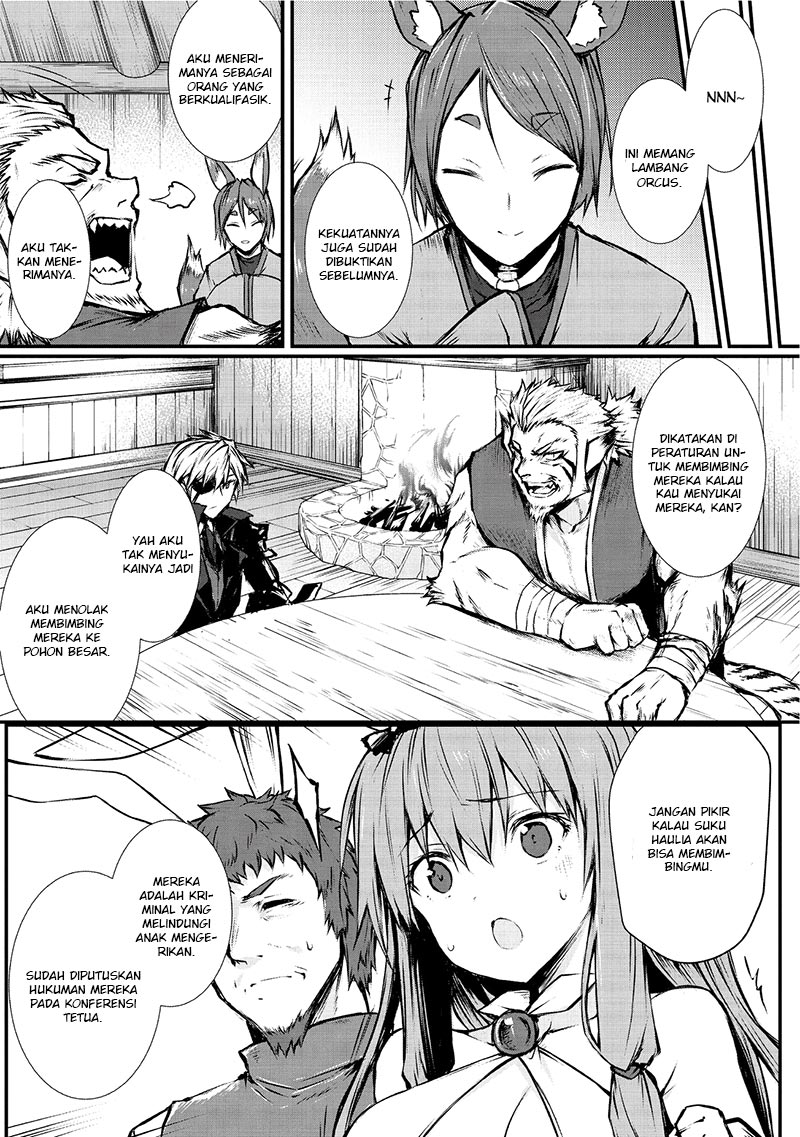 NNN~
INI MEMANG
LAMBANG
ORCUS.
KEKUATANNYA
JUGA SUDAH
DIBUKTIKAN
SEBELUMNYA.
AKU MENERI-
MANYA SEBAGAI
ORANG YANG
BERKUALIFASIK.
AKU TAK-
KAN MENE-
RIMANYA.
DIKATAKAN DI
PERATURAN UN-
TUK MEMBIMBING
MEREKA KALAU
KAU MENYUKAI
MEREKA, KAN?
YAH AKU
TAK MENYU-
KAINYA JADI
AKU MENOLAK
MEMBIMBING
MEREKA KE
POHON BESAR.
JANGAN PIKIR
KALAU SUKU
HAULIA AKAN
BISA MEMBIM-
BINGMU.
MEREKA
ADALAH KRI-
MINAL YANG
MELINDUNGI
ANAK MENGE-
RIKAN.
SUDAH DIPUTUSKAN
HUKUMAN MEREKA
PADA KONFERENSI
TETUA.